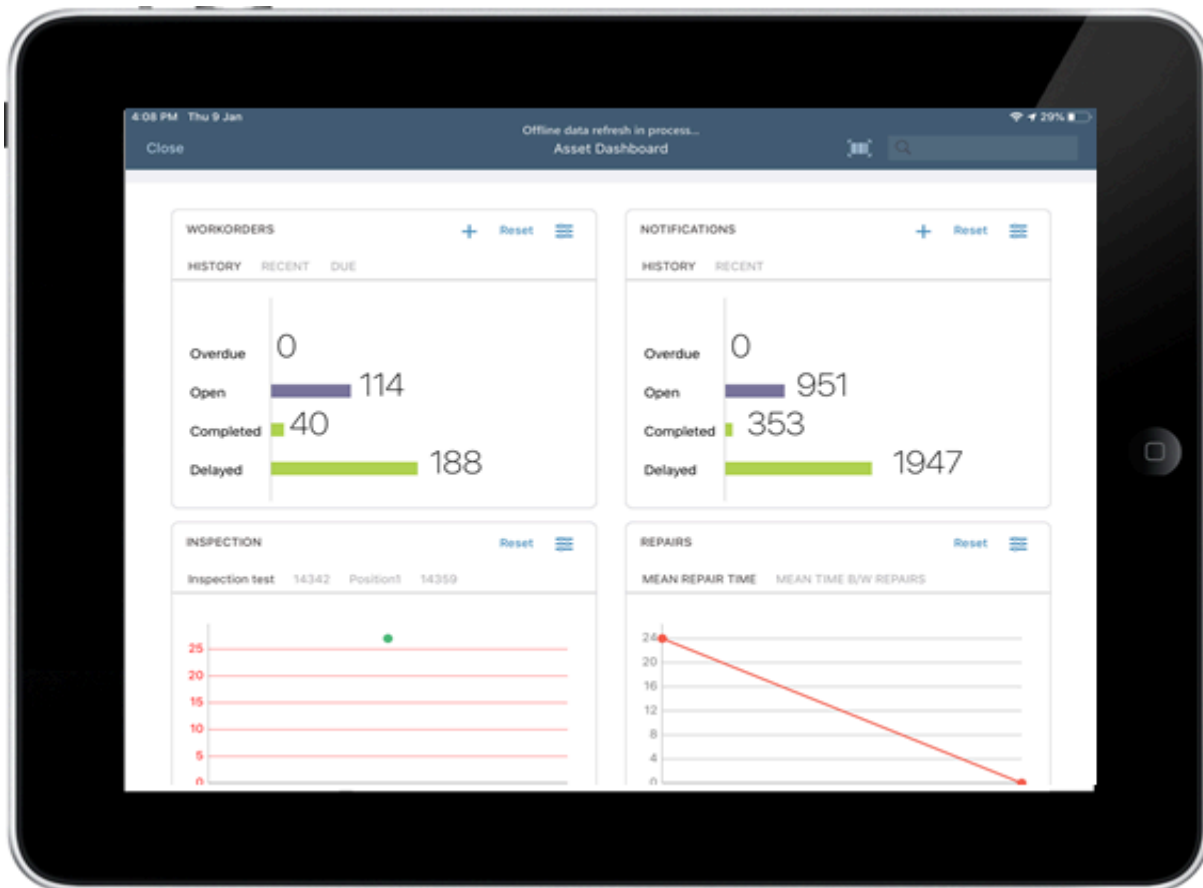 4:08 PM Thu 9 Jan
29%
Offline data refresh in process...
Close
Asset Dashboard
WORKORDERS
+ Reset
HISTORY RECENT DUE
Overdue 0
Open 114
Completed 40
Delayed 188
NOTIFICATIONS
+ Reset
HISTORY RECENT
Overdue 0
Open 951
Completed 353
Delayed 1947
INSPECTION
Reset
Inspection test 14342 Position1 14359
25
20
15
10
5
0
REPAIRS
Reset
MEAN REPAIR TIME MEAN TIME B/W REPAIRS
24
20
16
12
8
4
0